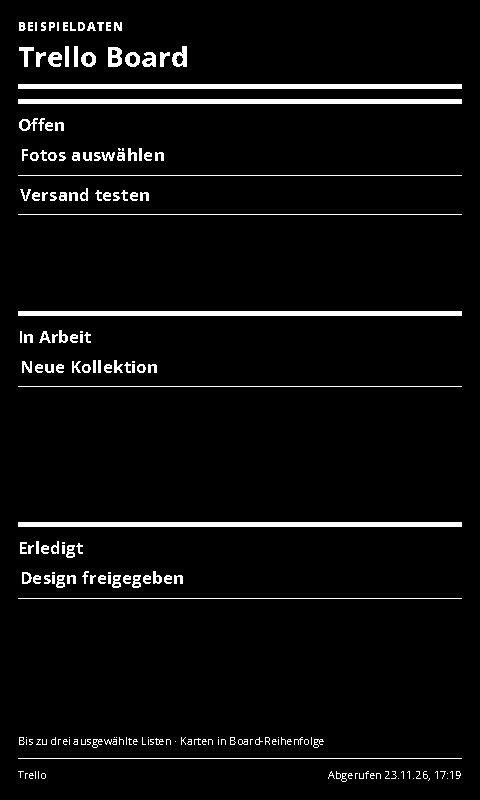 BEISPIELDATEN
Trello Board
Offen
Fotos auswählen
Versand testen
In Arbeit
Neue Kollektion
Erledigt
Design freigegeben
Bis zu drei ausgewählte Listen · Karten in Board-Reihenfolge
Trello
Abgerufen 23.11.26, 17:19